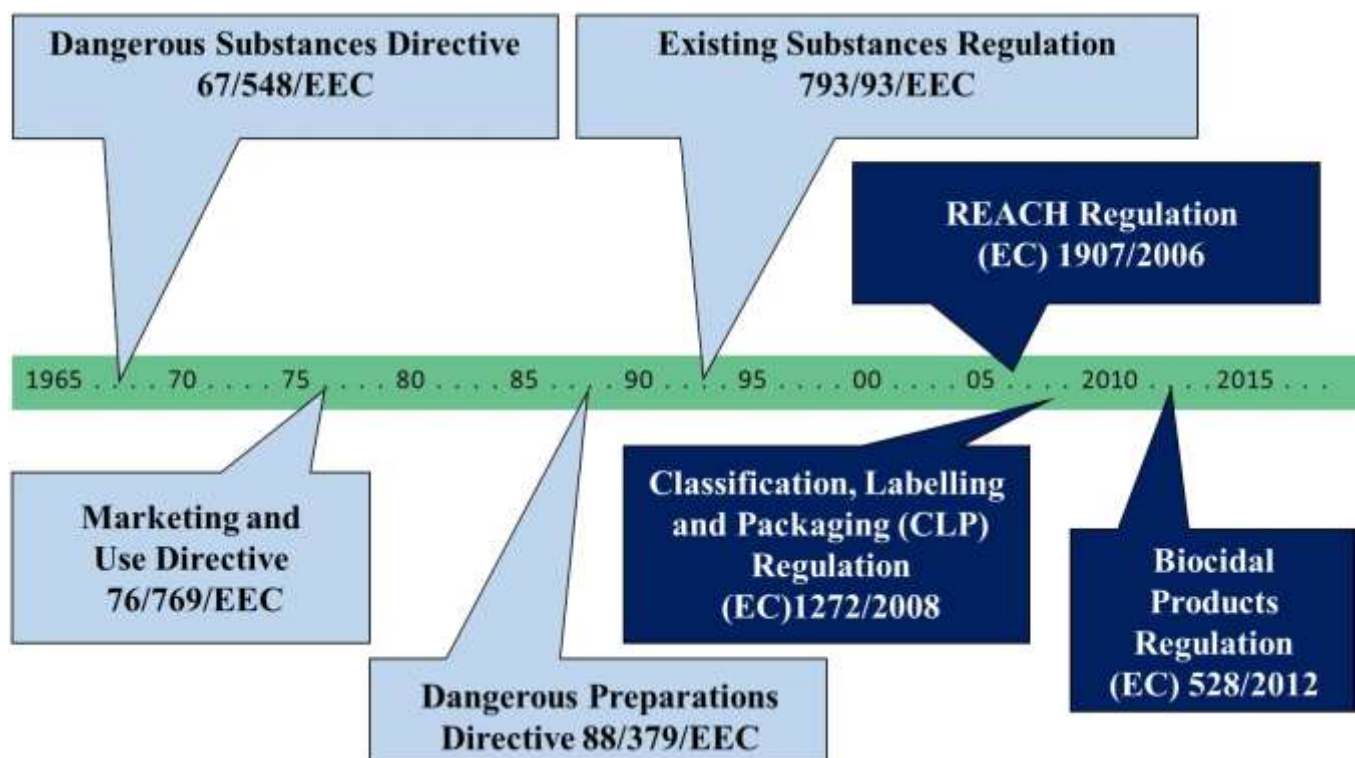 Dangerous Substances Directive
67/548/EEC
Existing Substances Regulation
793/93/EEC
REACH Regulation
(EC) 1907/2006
1965 . . . . 70 . . . . 75 . . . . 80 . . . . 85 . . . . 90 . . . . 95 . . . . 00 . . . . 05 . . . . 2010 . . . . 2015 . . .
Marketing and
Use Directive
76/769/EEC
Dangerous Preparations
Directive 88/379/EEC
Classification, Labelling
and Packaging (CLP)
Regulation
(EC)1272/2008
Biocidal
Products
Regulation
(EC) 528/2012